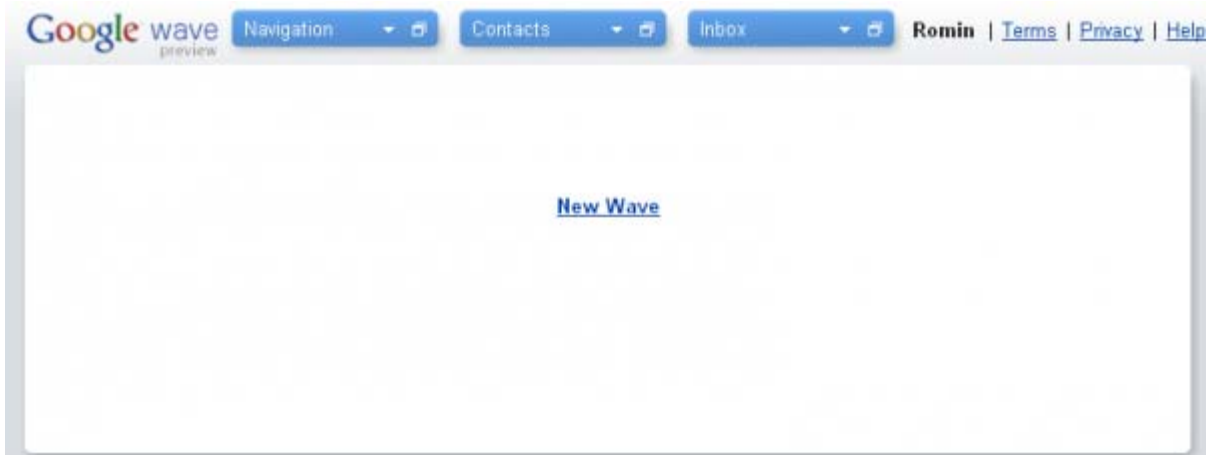 Google wave Navigation Contacts Inbox Romin | Terms | Privacy | Help
preview
New Wave